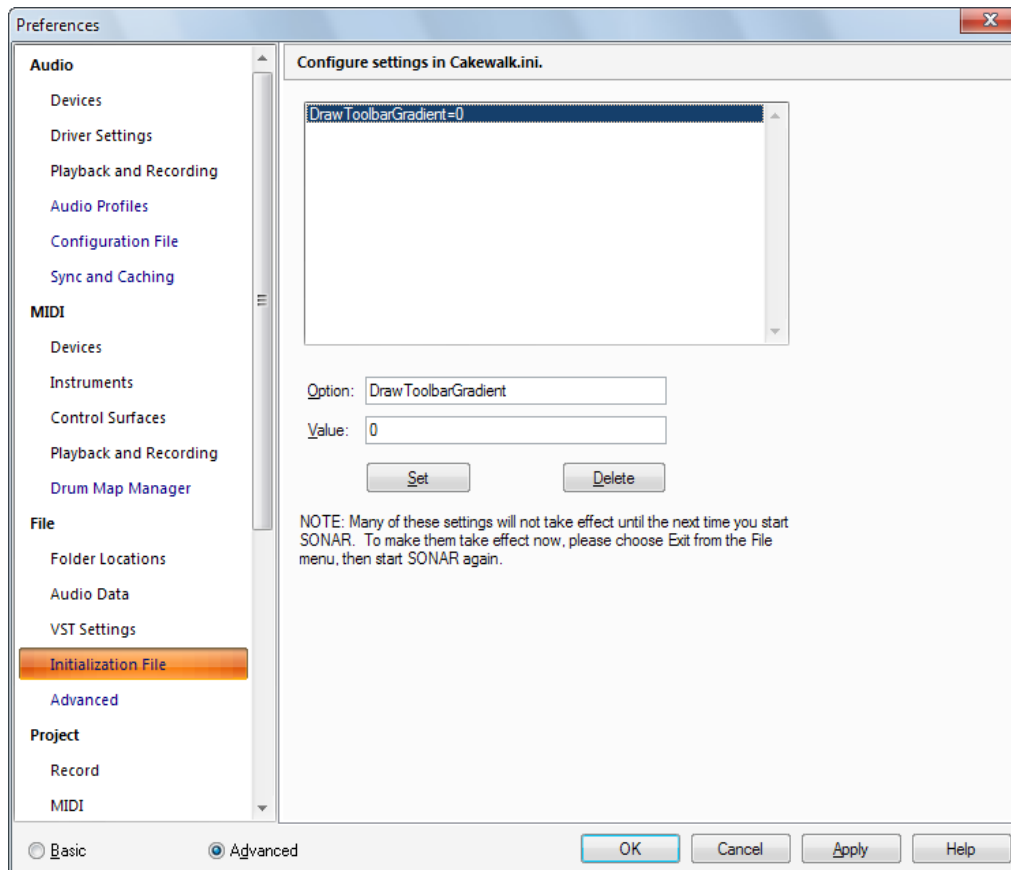 Preferences
Audio
Devices
Driver Settings
Playback and Recording
Audio Profiles
Configuration File
Sync and Caching
MIDI
Devices
Instruments
Control Surfaces
Playback and Recording
Drum Map Manager
File
Folder Locations
Audio Data
VST Settings
Initialization File
Advanced
Project
Record
MIDI
Basic
Advanced
Configure settings in Cakewalk.ini.
DrawToolbarGradient=0
Option: DrawToolbarGradient
Value: 0
Set Delete
NOTE: Many of these settings will not take effect until the next time you start
SONAR. To make them take effect now, please choose Exit from the File
menu, then start SONAR again.
OK Cancel Apply Help